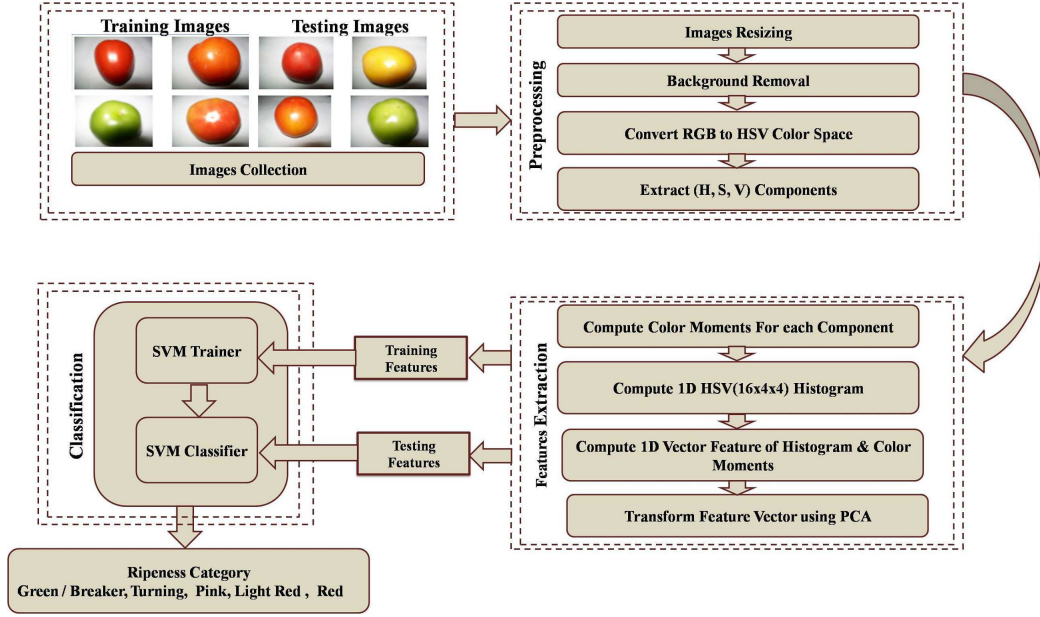 Training Images
Testing Images
Images Collection
Preprocessing
Images Resizing
Background Removal
Convert RGB to HSV Color Space
Extract (H, S, V) Components
Features Extraction
Compute Color Moments For each Component
Compute 1D HSV(16x4x4) Histogram
Compute 1D Vector Feature of Histogram & Color
Moments
Transform Feature Vector using PCA
Training
Features
Testing
Features
Classification
SVM Trainer
SVM Classifier
Ripeness Category
Green / Breaker, Turning, Pink, Light Red , Red